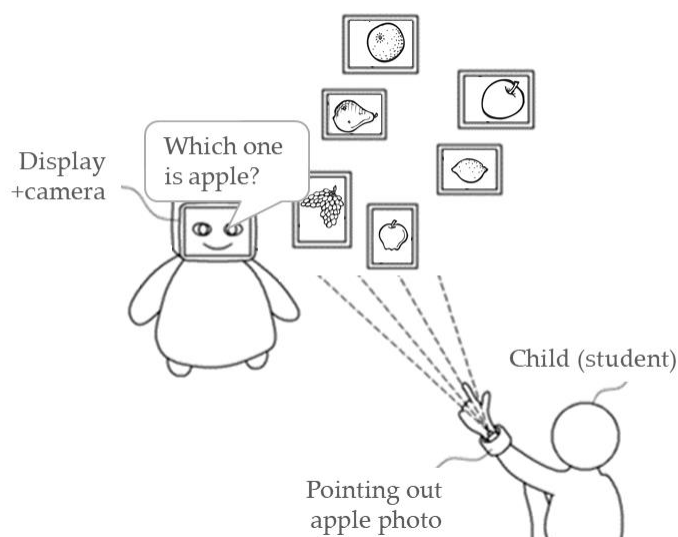 Which one
is apple?
Display
+camera
Child (student)
Pointing out
apple photo